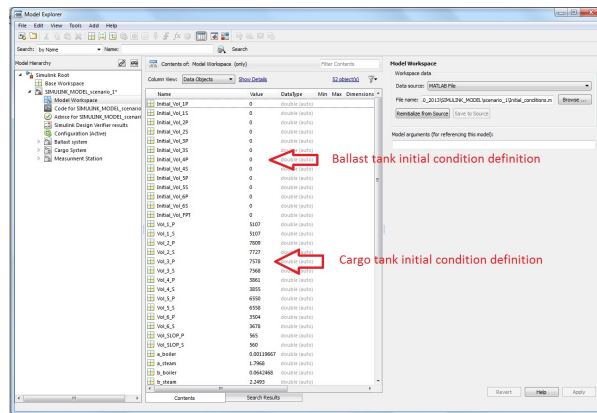 Model Explorer
File Edit View Tools Add Help
Search: by Name Name: Search
Model Hierarchy
Simulink Root
Base Workspace
SIMULINK_MODEL_scenario_1*
Model Workspace
Code for SIMULINK_MODEL_scenario
Advice for SIMULINK_MODEL_scenari
Simulink Design Verifier results
Configuration (Active)
Ballast system
Cargo System
Measurment Station
Contents of: Model Workspace (only) Filter Contents
Column View: Data Objects Show Details 52 object(s)
Name Value DataType Min Max Dimensions
Initial_Vol_1P 0 double (auto)
Initial_Vol_1S 0 double (auto)
Initial_Vol_2P 0 double (auto)
Initial_Vol_2S 0 double (auto)
Initial_Vol_3P 0 double (auto)
Initial_Vol_3S 0 double (auto)
Initial_Vol_4P 0 double (auto)
Initial_Vol_4S 0 double (auto)
Initial_Vol_5P 0 double (auto)
Initial_Vol_5S 0 double (auto)
Initial_Vol_6P 0 double (auto)
Initial_Vol_6S 0 double (auto)
Initial_Vol_FPT 0 double (auto)
Vol_1_P 5107 double (auto)
Vol_1_S 5107 double (auto)
Vol_2_P 7809 double (auto)
Vol_2_S 7727 double (auto)
Vol_3_P 7578 double (auto)
Vol_3_S 7568 double (auto)
Vol_4_P 3861 double (auto)
Vol_4_S 3855 double (auto)
Vol_5_P 6550 double (auto)
Vol_5_S 6558 double (auto)
Vol_6_P 3504 double (auto)
Vol_6_S 3678 double (auto)
Vol_SLOP_P 565 double (auto)
Vol_SLOP_S 560 double (auto)
a_boiler 0.00119667 double (auto)
a_steam 1.7968 double (auto)
b_boiler 0.0642468 double (auto)
b_steam 2.2493 double (auto)
Contents Search Results
Ballast tank initial condition definition
Cargo tank initial condition definition
Model Workspace
Workspace data
Data source: MATLAB File
File name: .0_2013\SIMULINK_MODEL\scenario_1\Initial_conditions.m Browse ...
Reinitialize from Source Save to Source
Model arguments (for referencing this model):
Revert Help Apply